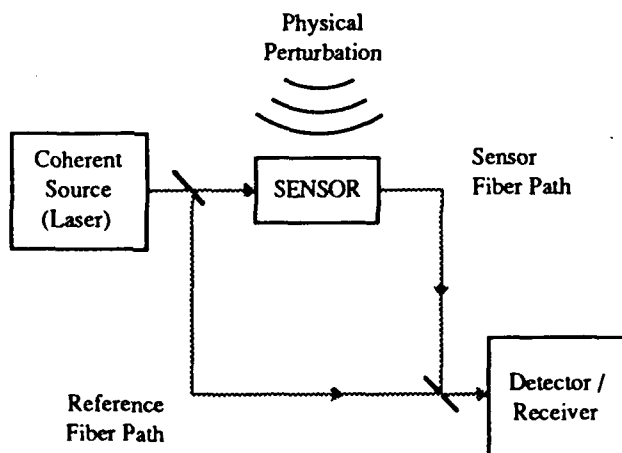 Physical
Perturbation
Coherent
Source
(Laser)
SENSOR
Sensor
Fiber Path
Reference
Fiber Path
Detector /
Receiver